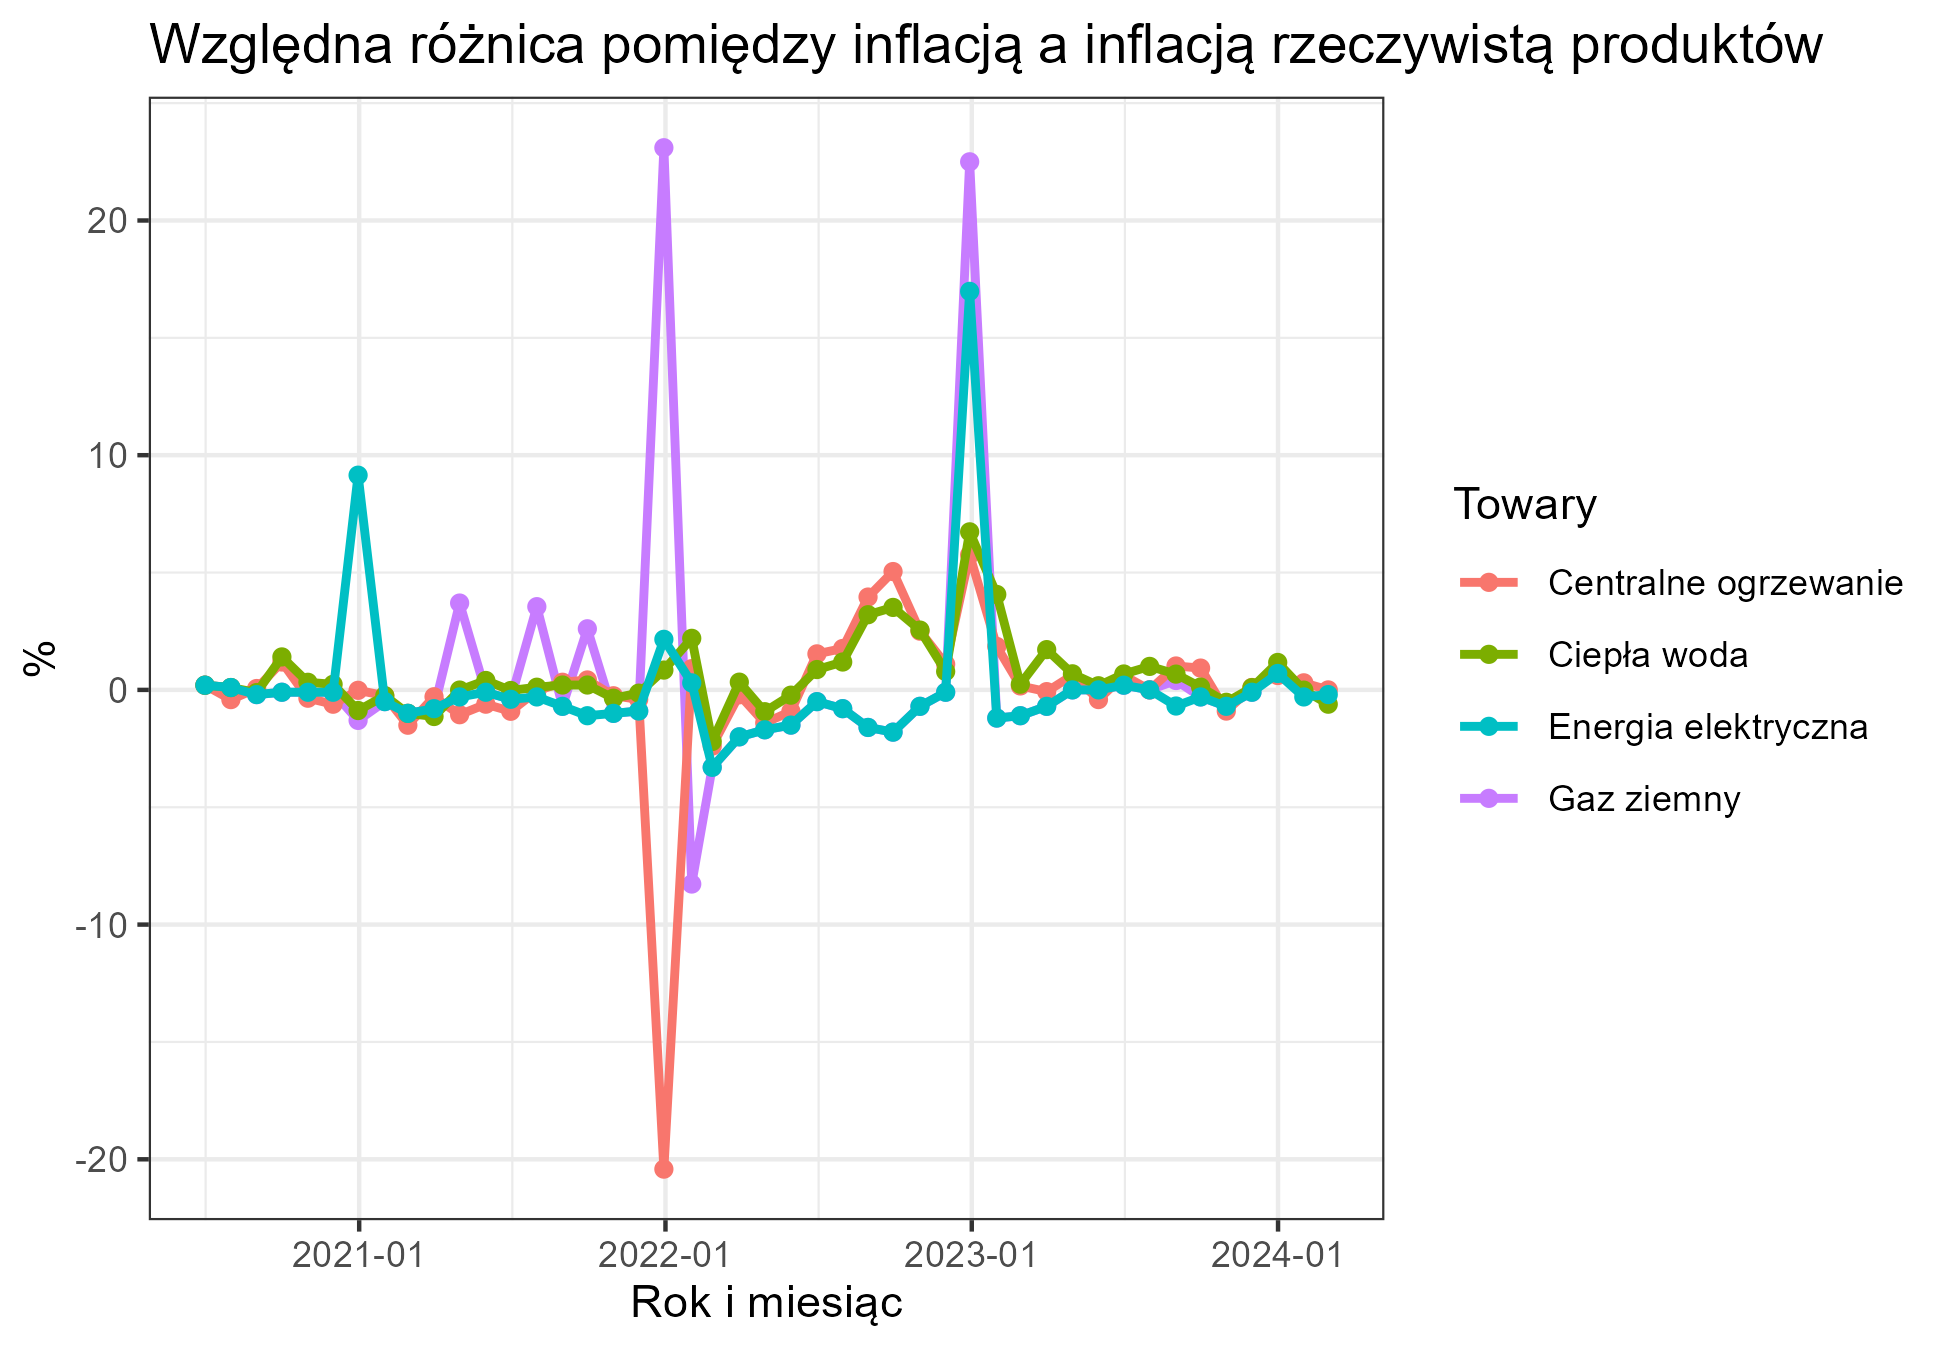 Względna różnica pomiędzy inflacją a inflacją rzeczywistą produktów
%
20
10
0
-10
-20
2021-01
2022-01
2023-01
2024-01
Rok i miesiąc
Towary
Centralne ogrzewanie
Ciepła woda
Energia elektryczna
Gaz ziemny